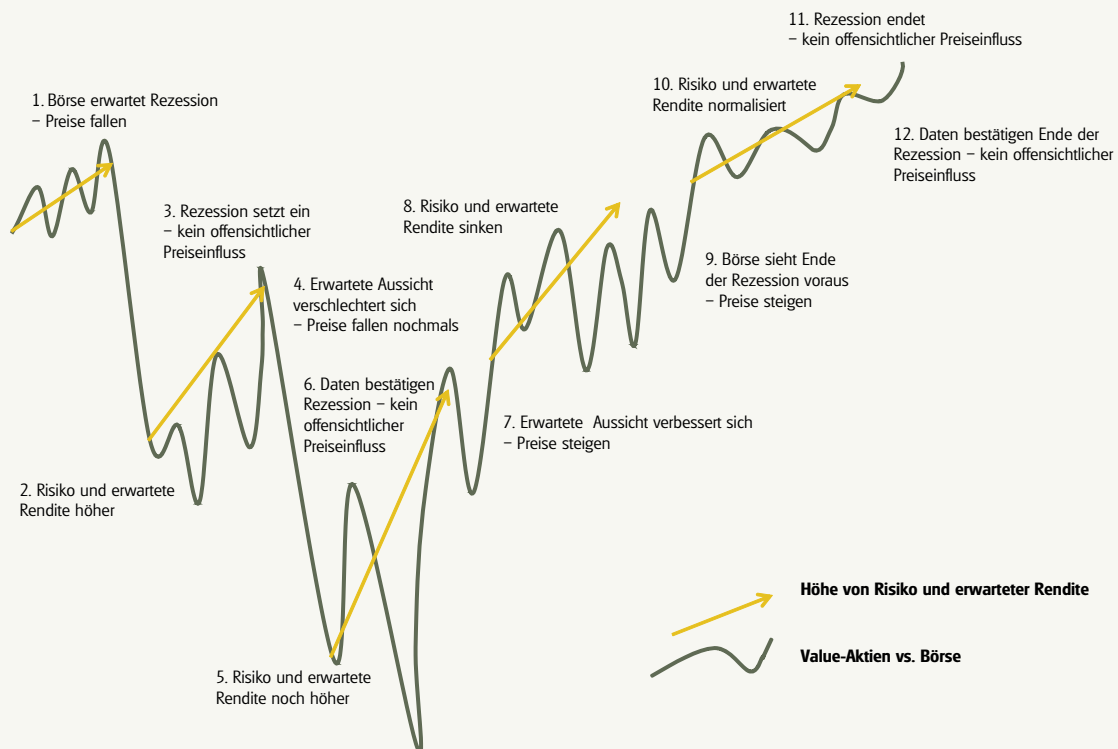 1. Börse erwartet Rezession
– Preise fallen
2. Risiko und erwartete
Rendite höher
3. Rezession setzt ein
– kein offensichtlicher
Preiseinfluss
4. Erwartete Aussicht
verschlechtert sich
– Preise fallen nochmals
5. Risiko und erwartete
Rendite noch höher
6. Daten bestätigen
Rezession – kein
offensichtlicher
Preiseinfluss
7. Erwartete Aussicht verbessert sich
– Preise steigen
8. Risiko und erwartete
Rendite sinken
9. Börse sieht Ende
der Rezession voraus
– Preise steigen
10. Risiko und erwartete
Rendite normalisiert
11. Rezession endet
– kein offensichtlicher Preiseinfluss
12. Daten bestätigen Ende der
Rezession – kein offensichtlicher
Preiseinfluss
Höhe von Risiko und erwarteter Rendite
Value-Aktien vs. Börse